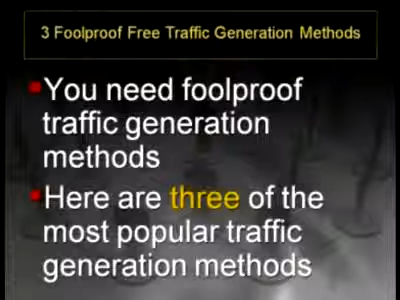 3 Foolproof Free Traffic Generation Methods
You need foolproof
traffic generation
methods
Here are three of the
most popular traffic
generation methods